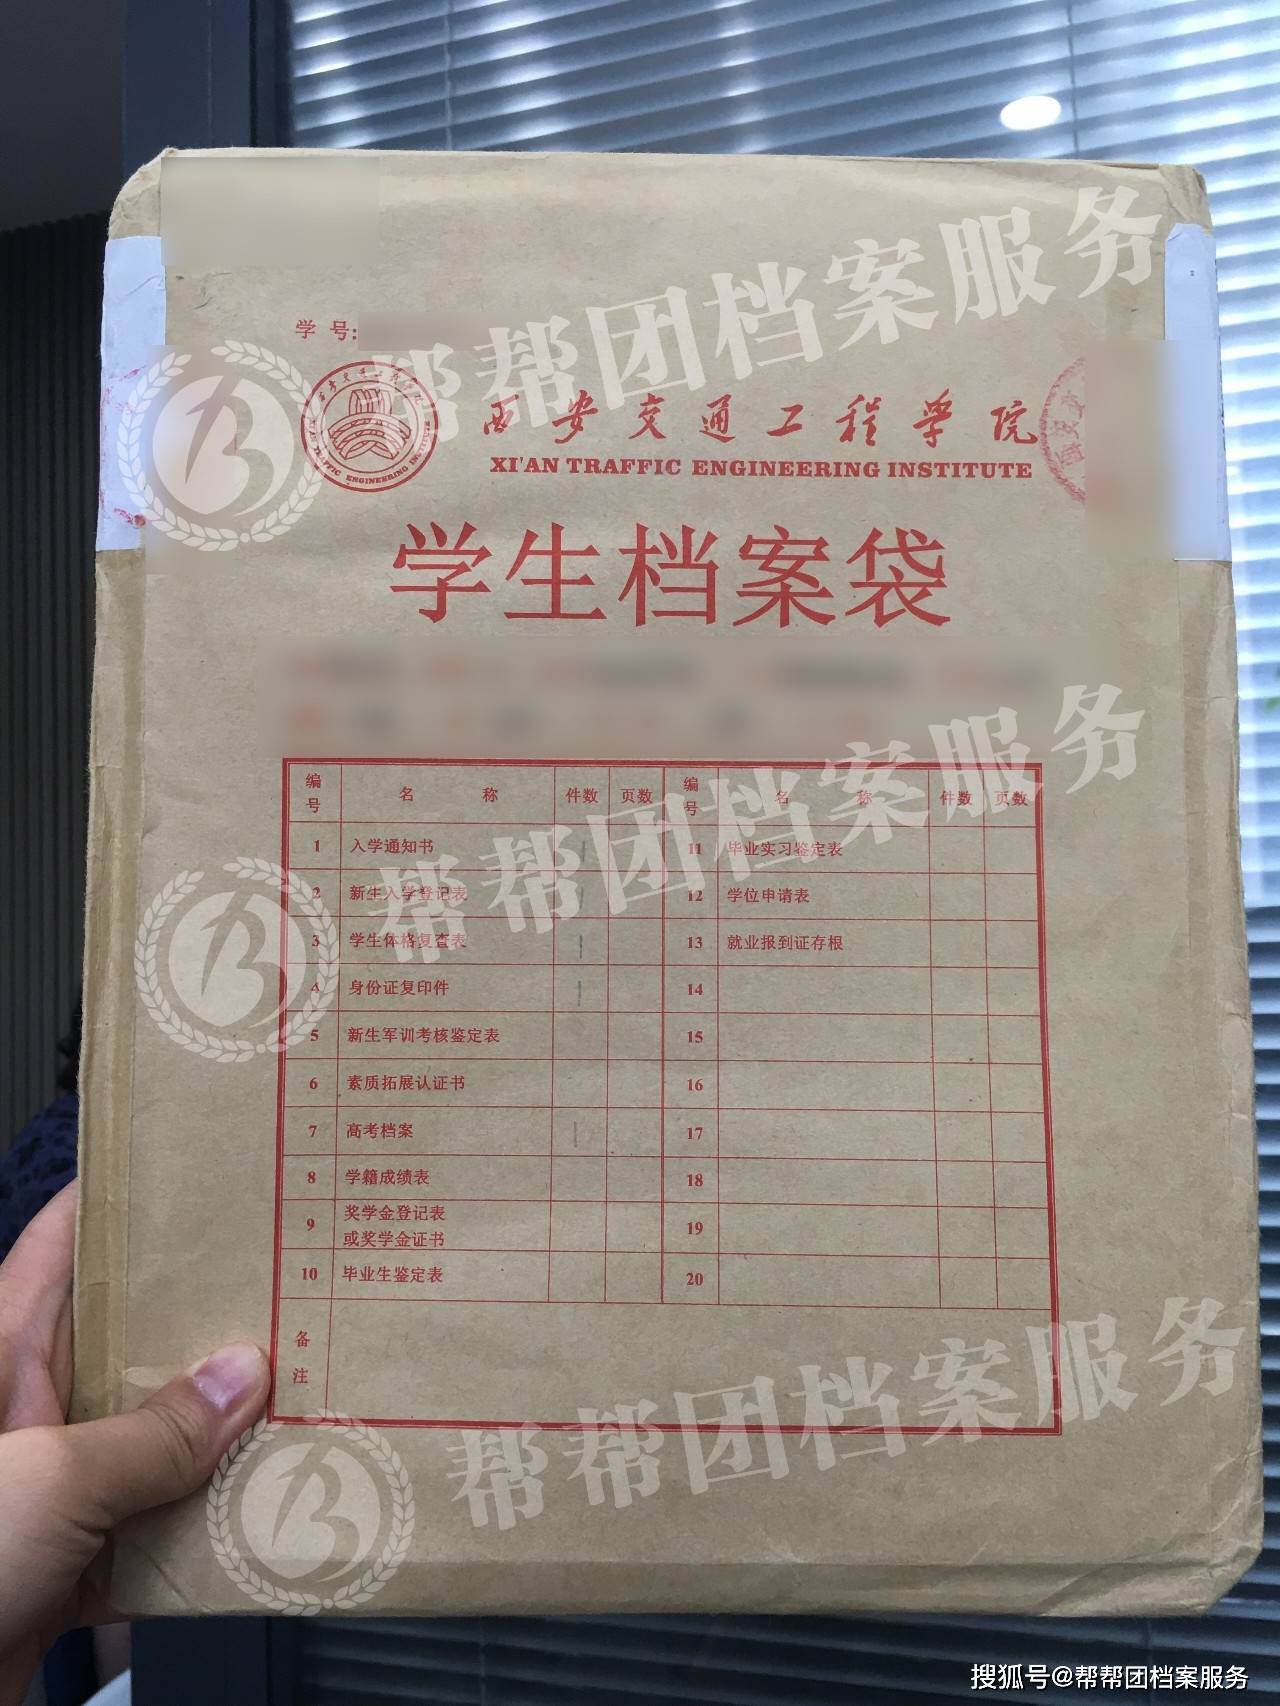 学 号:
西安交通工程学院
XI'AN TRAFFIC ENGINEERING INSTITUTE
学生档案袋
编号 名 称 件数 页数 编号 名 称 件数 页数
1 入学通知书 11 毕业实习鉴定表
2 新生入学登记表 12 学位申请表
3 学生体格复查表 13 就业报到证存根
4 身份证复印件 14
5 新生军训考核鉴定表 15
6 素质拓展认证书 16
7 高考档案 17
8 学籍成绩表 18
9 奖学金登记表 19
或奖学金证书
10 毕业生鉴定表 20
备注
帮帮团档案服务
帮帮团档案服务
帮帮团档案服务
搜狐号@帮帮团档案服务